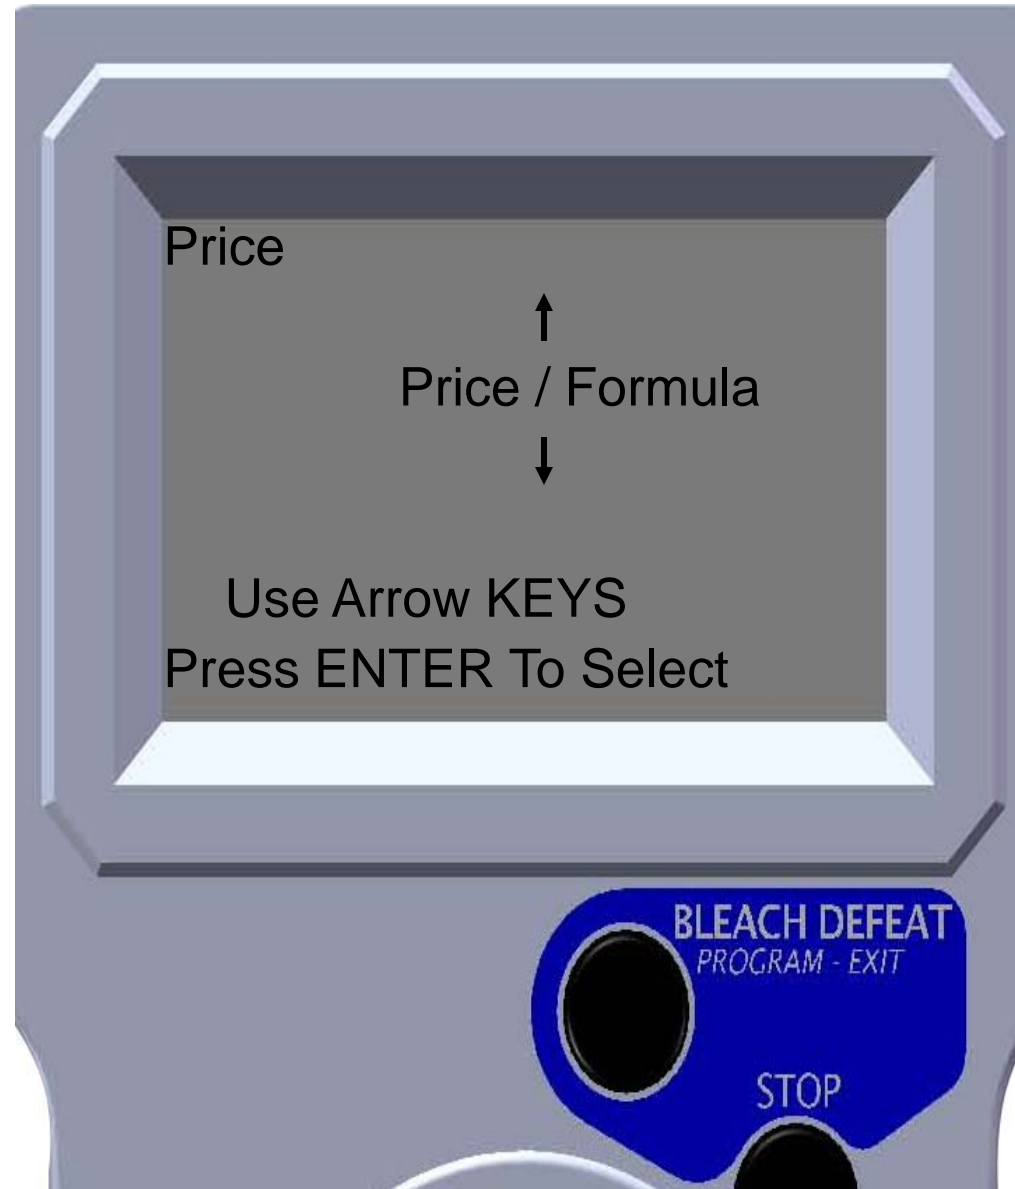 Price
↑
Price / Formula
↓
Use Arrow KEYS
Press ENTER To Select
BLEACH DEFEAT
PROGRAM - EXIT
STOP